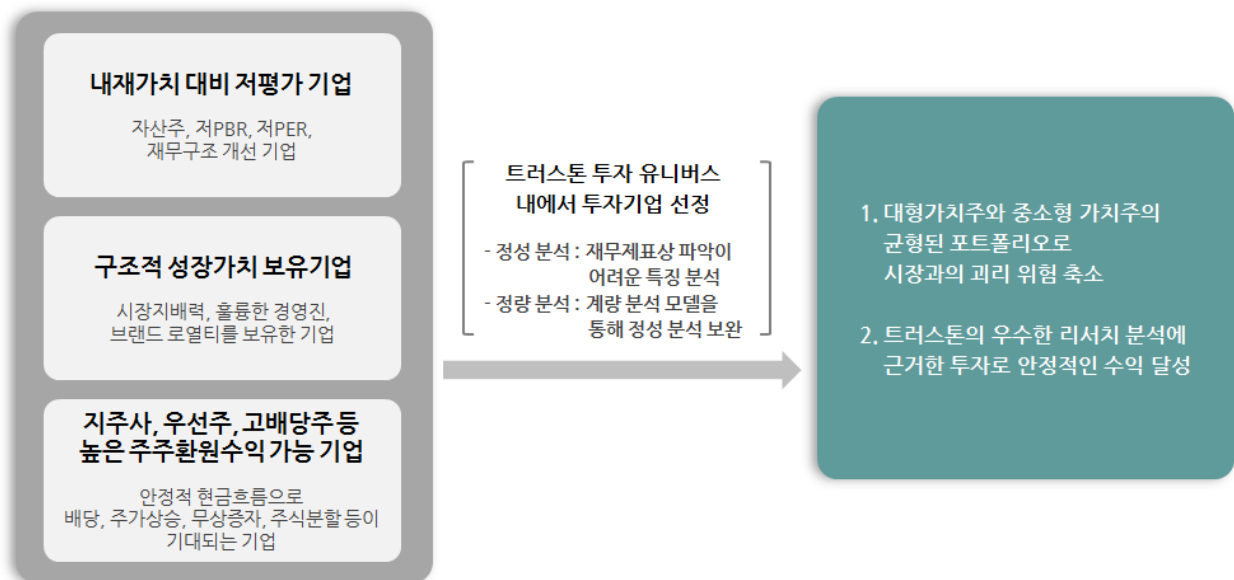 내재가치 대비 저평가 기업
자산주, 저PBR, 저PER,
재무구조 개선 기업
구조적 성장가치 보유기업
시장지배력, 훌륭한 경영진,
브랜드 로열티를 보유한 기업
지주사, 우선주, 고배당주 등
높은 주주환원수익 가능 기업
안정적 현금흐름으로
배당, 주가상승, 무상증자, 주식분할 등이
기대되는 기업
트러스톤 투자 유니버스
내에서 투자기업 선정
- 정성 분석 : 재무제표상 파악이
어려운 특징 분석
- 정량 분석 : 계량 분석 모델을
통해 정성 분석 보완
1. 대형가치주와 중소형 가치주의
균형된 포트폴리오로
시장과의 괴리 위험 축소
2. 트러스톤의 우수한 리서치 분석에
근거한 투자로 안정적인 수익 달성